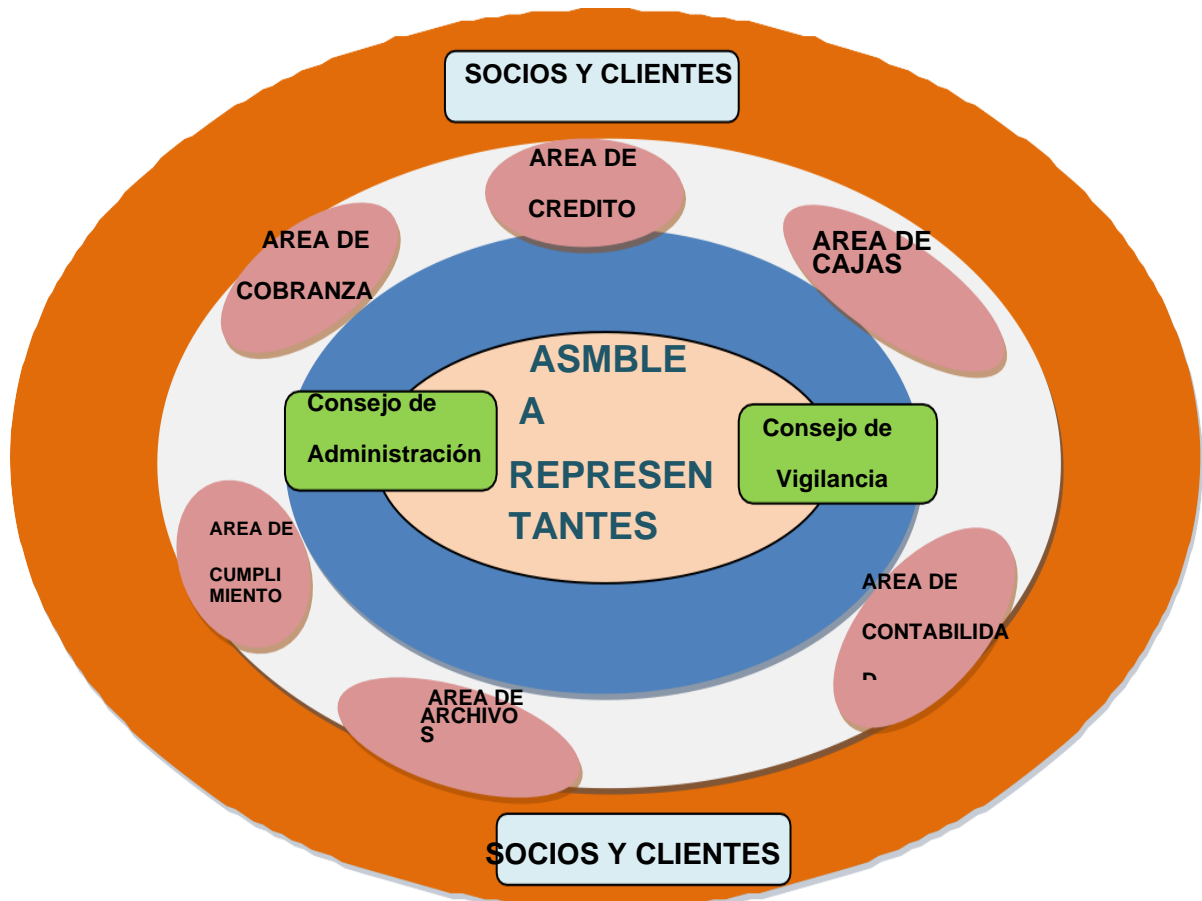 SOCIOS Y CLIENTES
AREA DE
CREDITO
AREA DE
COBRANZA
AREA DE
CAJAS
ASMBLE
A
REPRESEN
TANTES
Consejo de
Administración
Consejo de
Vigilancia
AREA DE
CUMPLI
MIENTO
AREA DE
CONTABILIDA
D
AREA DE
ARCHIVO
S
SOCIOS Y CLIENTES